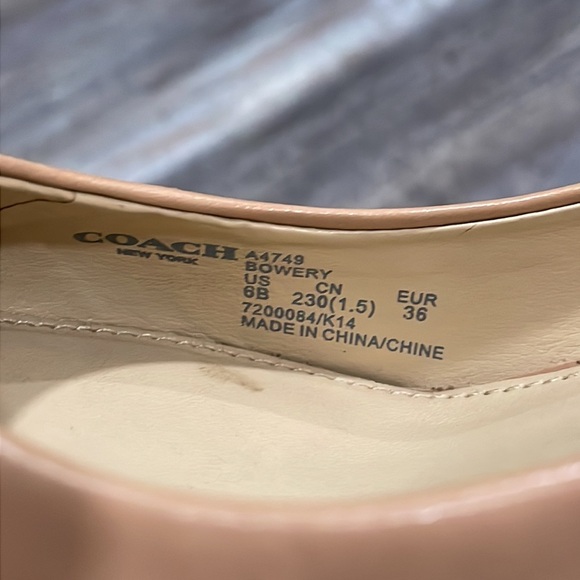 COACH
NEW YORK
A4749
BOWERY
US CN EUR
6B 230(1.5) 36
7200084/K14
MADE IN CHINA/CHINE